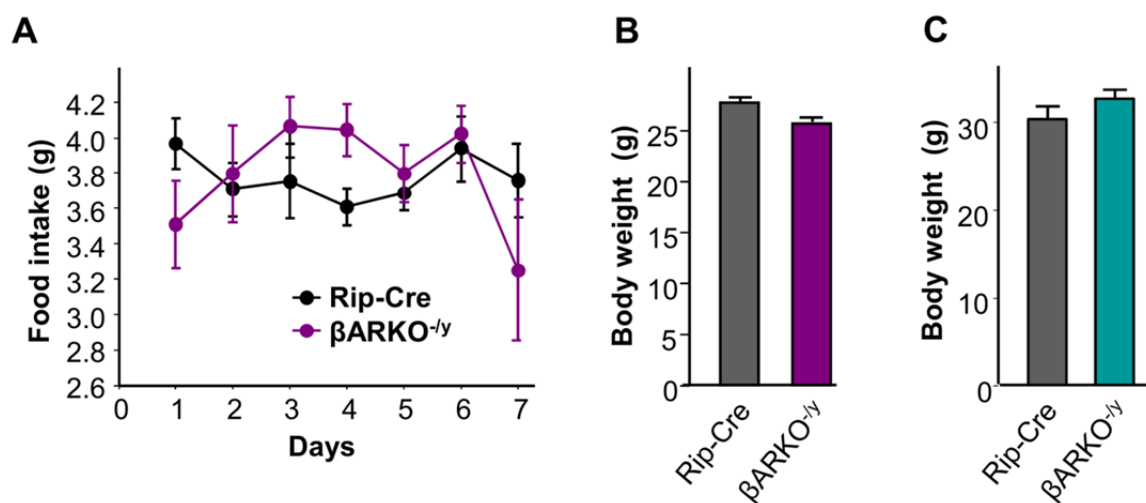 A
Food intake (g)
4.2
4.0
3.8
3.6
3.4
3.2
3.0
2.8
2.6
0 1 2 3 4 5 6 7
Days
Rip-Cre
βARKO-/y
B
Body weight (g)
25
20
15
10
5
0
Rip-Cre
βARKO-/y
C
Body weight (g)
30
20
10
0
Rip-Cre
βARKO-/y